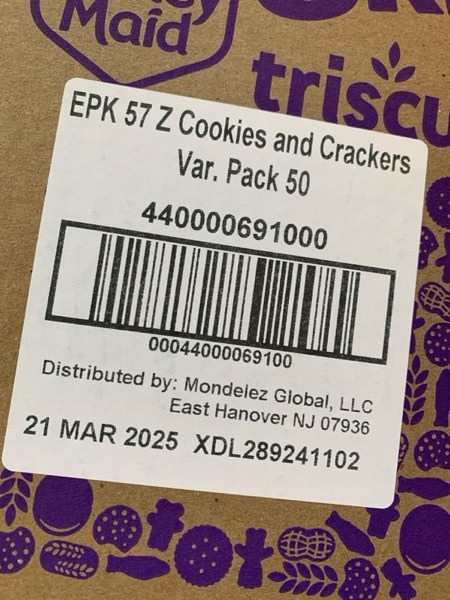 Maid
triscu
EPK 57 Z Cookies and Crackers
Var. Pack 50
440000691000
00044000069100
Distributed by: Mondelez Global, LLC
East Hanover NJ 07936
21 MAR 2025 XDL289241102